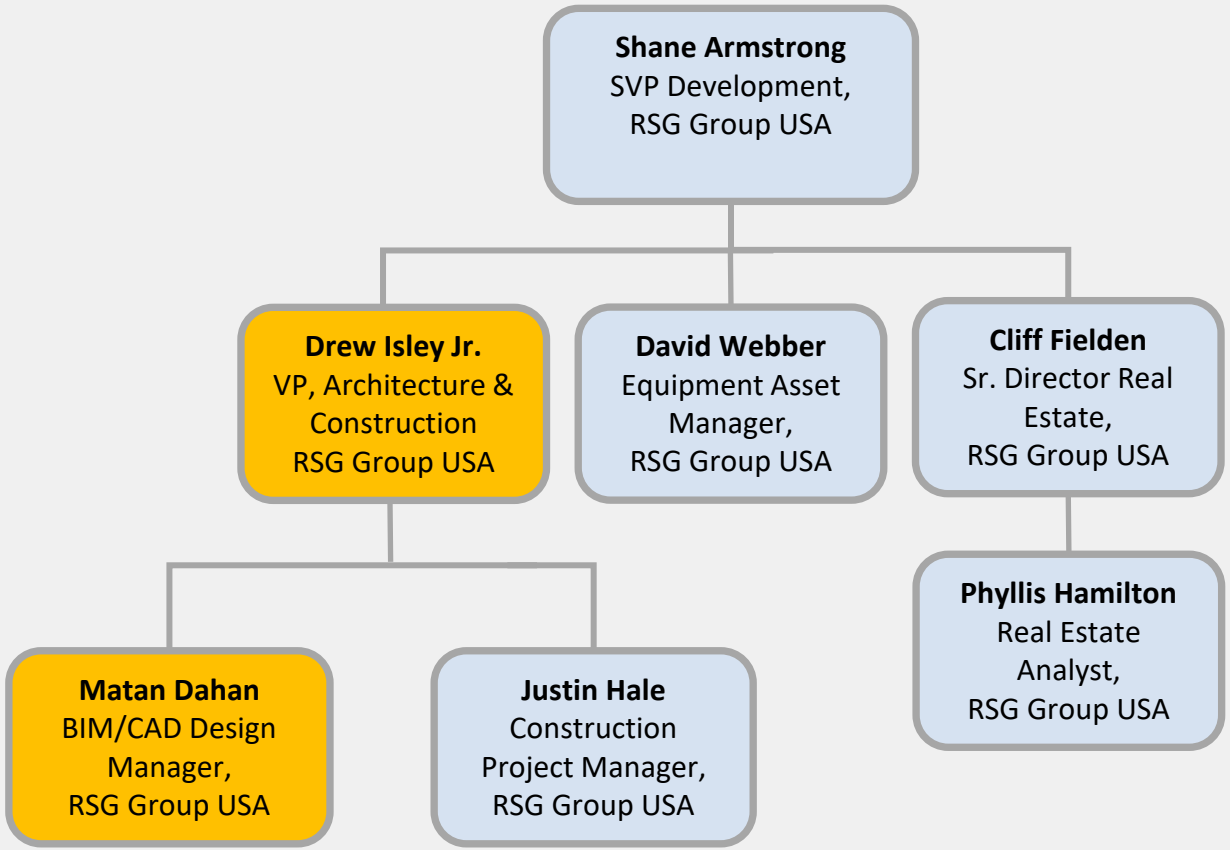 Shane Armstrong
SVP Development,
RSG Group USA
Drew Isley Jr.
VP, Architecture &
Construction
RSG Group USA
David Webber
Equipment Asset
Manager,
RSG Group USA
Cliff Fielden
Sr. Director Real
Estate,
RSG Group USA
Matan Dahan
BIM/CAD Design
Manager,
RSG Group USA
Justin Hale
Construction
Project Manager,
RSG Group USA
Phyllis Hamilton
Real Estate
Analyst,
RSG Group USA